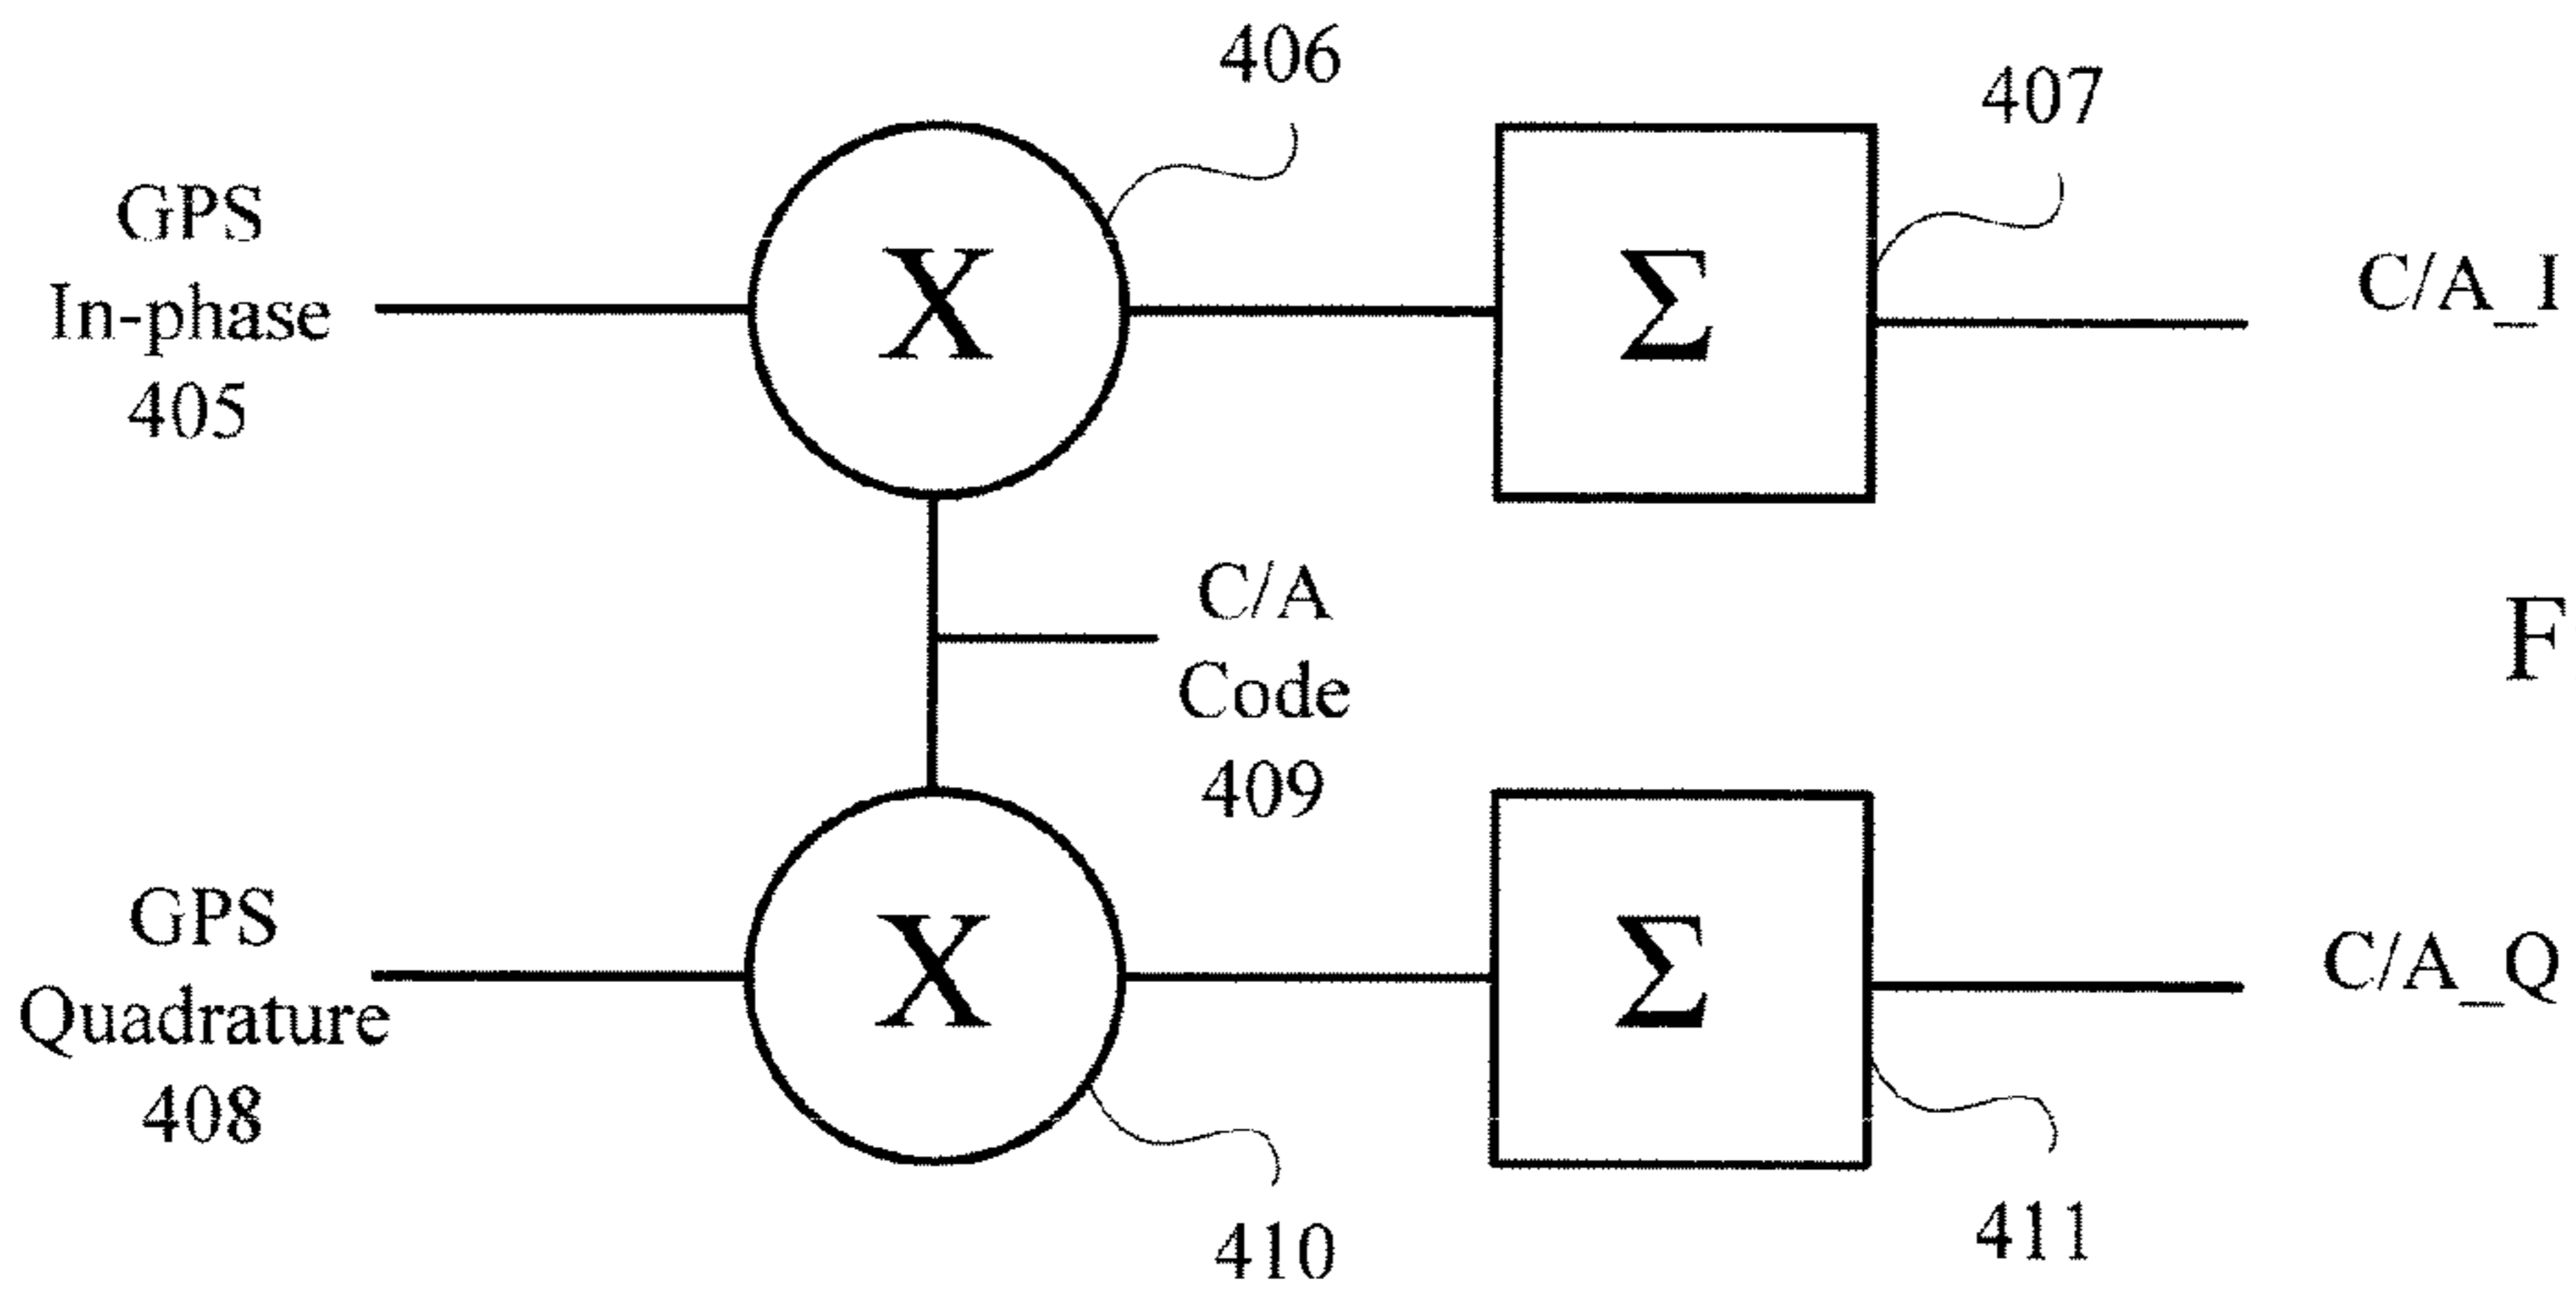 406
407
GPS
In-phase
405
X
Σ
C/A_I
C/A
Code
409
F
GPS
Quadrature
408
X
Σ
C/A_Q
410
411